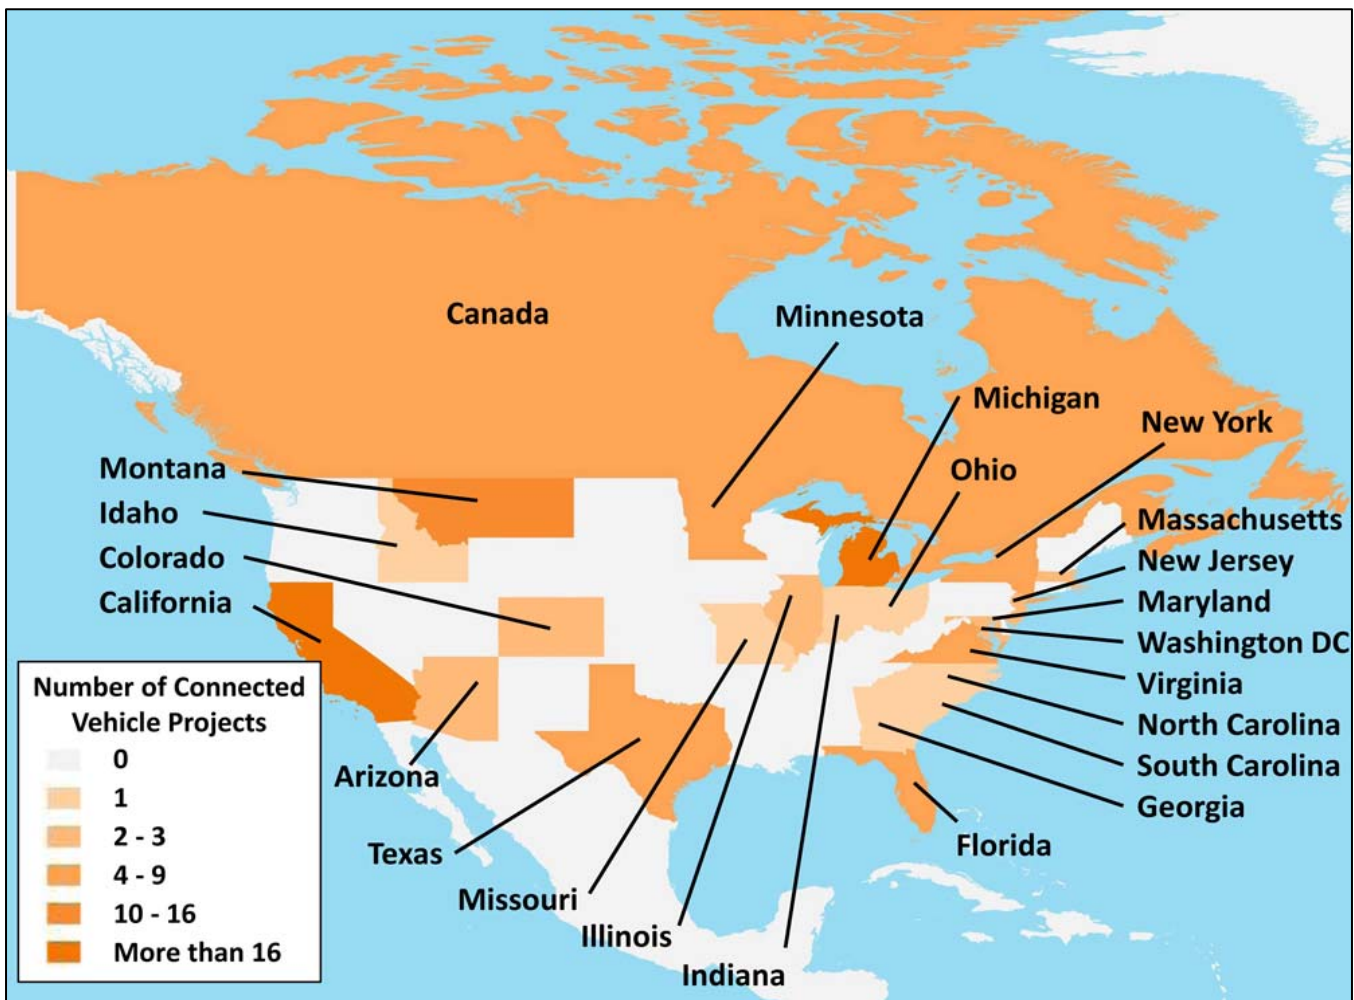 Canada
Minnesota
Michigan
New York
Ohio
Montana
Idaho
Colorado
California
Massachusetts
New Jersey
Maryland
Washington DC
Virginia
North Carolina
South Carolina
Georgia
Florida
Arizona
Texas
Missouri
Illinois
Indiana
Number of Connected
Vehicle Projects
0
1
2 - 3
4 - 9
10 - 16
More than 16